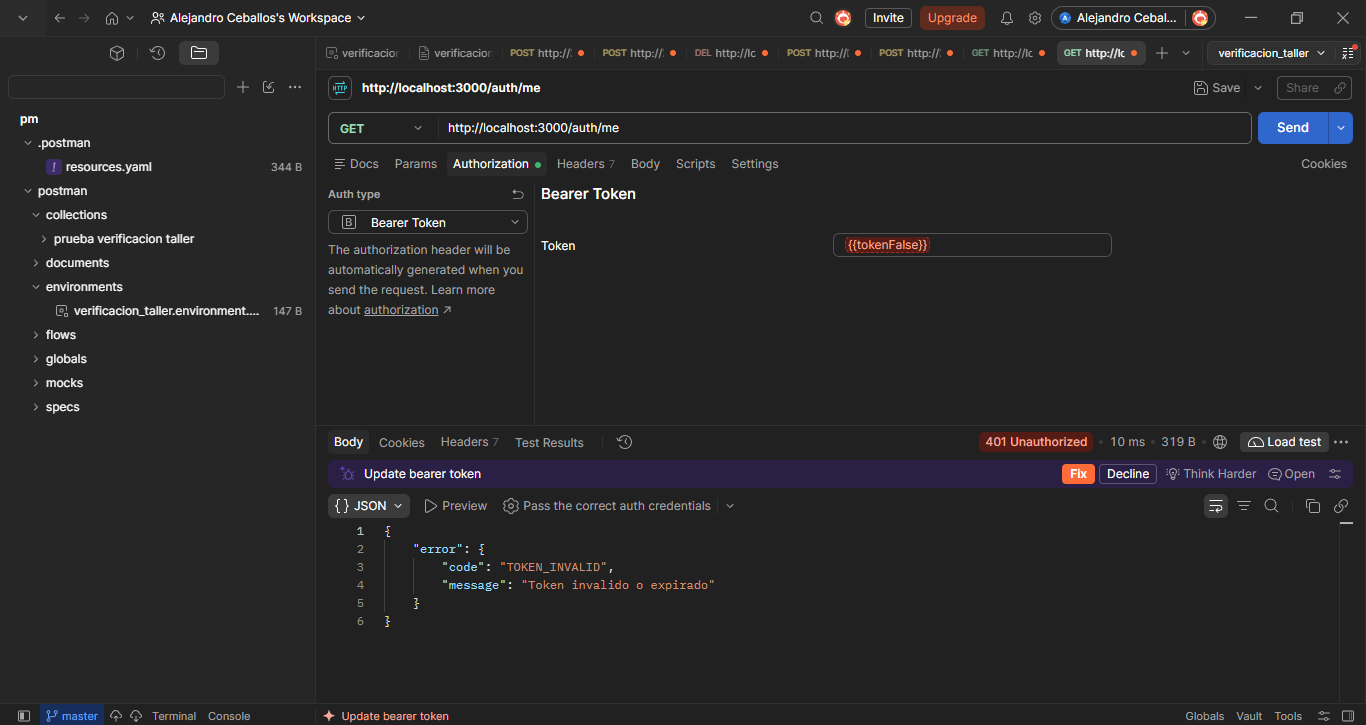 Alejandro Ceballos's Workspace
Invite
Upgrade
Alejandro Cebal...
verificacion
verificacion
POST http://
POST http://
DEL http://lc
POST http://
POST http://
GET http://lc
GET http://lc
verificacion_taller
HTTP
http://localhost:3000/auth/me
Save
Share
pm
.postman
! resources.yaml 344 B
postman
collections
prueba verificacion taller
documents
environments
verificacion_taller.environment.... 147 B
flows
globals
mocks
specs
GET
http://localhost:3000/auth/me
Send
Docs
Params
Authorization
Headers 7
Body
Scripts
Settings
Cookies
Auth type
B Bearer Token
The authorization header will be
automatically generated when you
send the request. Learn more
about authorization ↗
Bearer Token
Token
{{tokenFalse}}
Body
Cookies
Headers 7
Test Results
401 Unauthorized • 10 ms • 319 B
Load test
Update bearer token
Fix
Decline
Think Harder
Open
{} JSON
Preview
Pass the correct auth credentials
1 {
2 "error": {
3 "code": "TOKEN_INVALID",
4 "message": "Token invalido o expirado"
5 }
6 }
master
Terminal
Console
Update bearer token
Globals
Vault
Tools